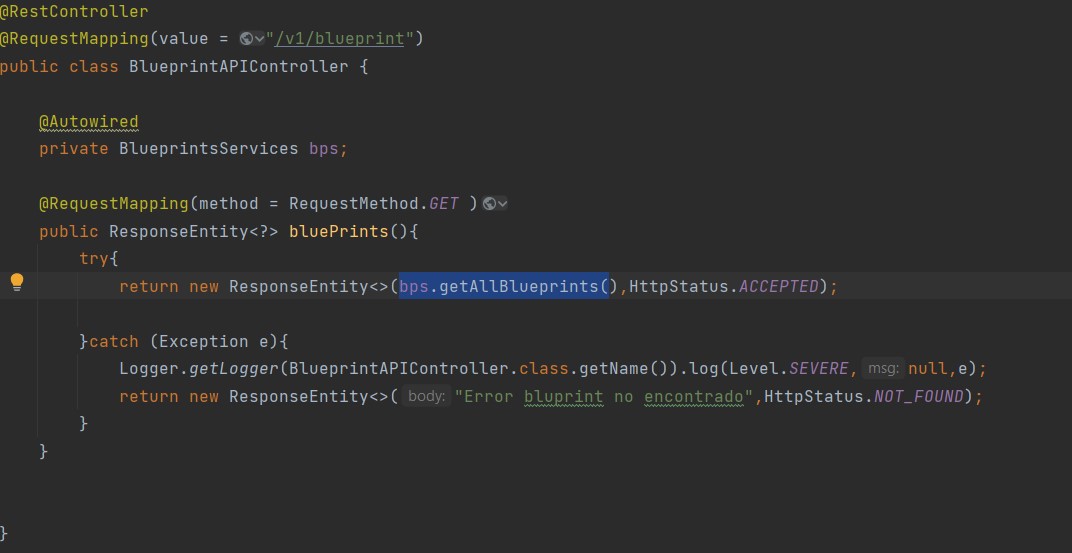 @RestController
@RequestMapping(value = "/v1/blueprint")
public class BlueprintAPIController {
@Autowired
private BlueprintsServices bps;
@RequestMapping(method = RequestMethod.GET )
public ResponseEntity<?> bluePrints(){
try{
return new ResponseEntity<>(bps.getAllBlueprints(),HttpStatus.ACCEPTED);
}catch (Exception e){
Logger.getLogger(BlueprintAPIController.class.getName()).log(Level.SEVERE, msg: null,e);
return new ResponseEntity<>( body: "Error bluprint no encontrado",HttpStatus.NOT_FOUND);
}
}
}